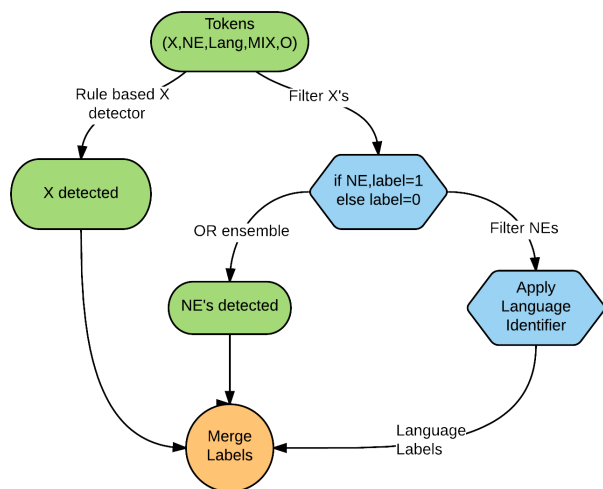 Tokens
(X,NE,Lang,MIX,O)
Rule based X
detector
Filter X's
X detected
if NE,label=1
else label=0
OR ensemble
Filter NEs
NE's detected
Apply
Language
Identifier
Merge
Labels
Language
Labels